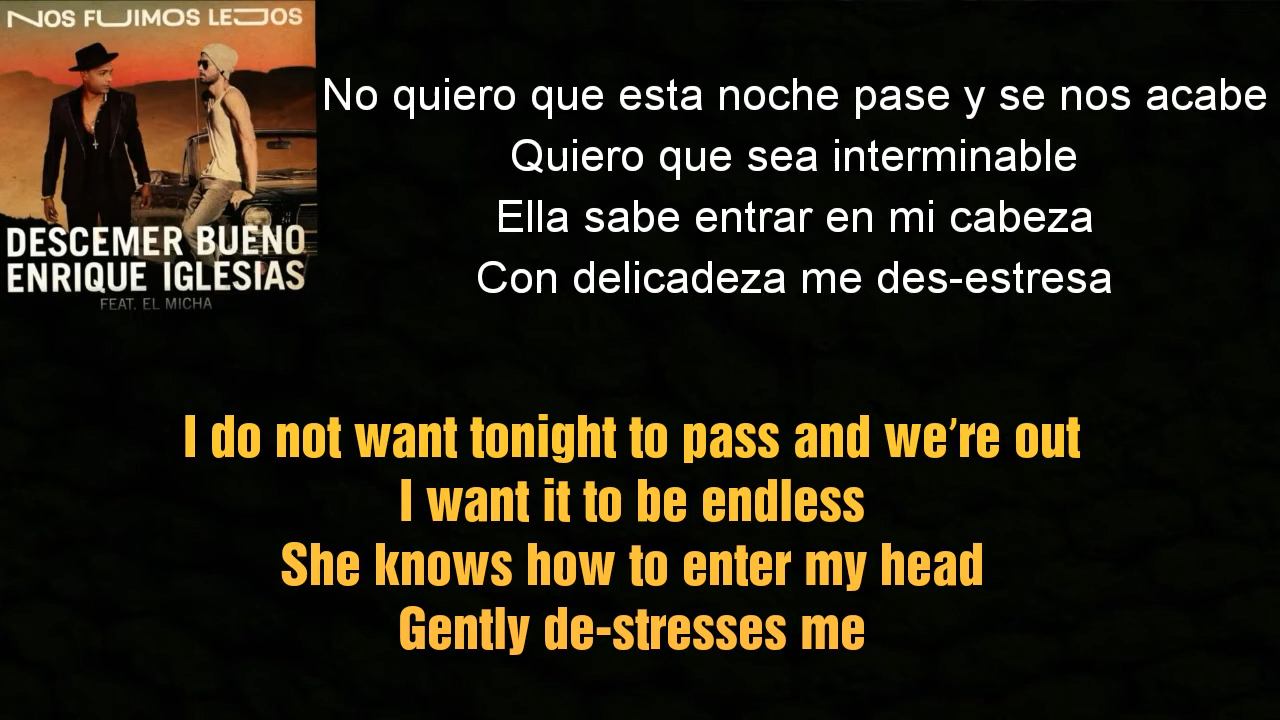 NOS FUIMOS LEJOS
DESCEMER BUENO
ENRIQUE IGLESIAS
FEAT. EL MICHA
No quiero que esta noche pase y se nos acabe
Quiero que sea interminable
Ella sabe entrar en mi cabeza
Con delicadeza me des-estresa
I do not want tonight to pass and we’re out
I want it to be endless
She knows how to enter my head
Gently de-stresses me